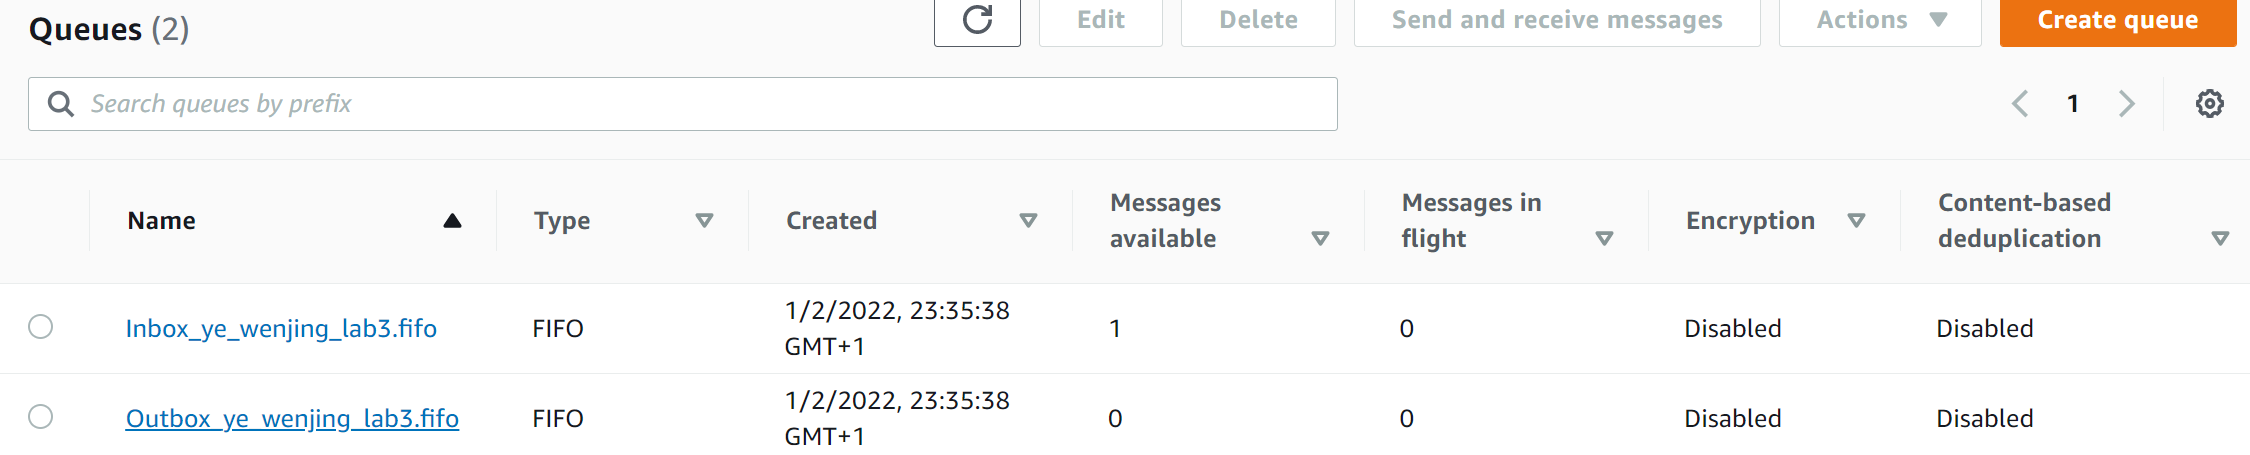 Queues (2)
Edit
Delete
Send and receive messages
Actions
Create queue
Search queues by prefix
1
Name
Type
Created
Messages available
Messages in flight
Encryption
Content-based deduplication
Inbox_ye_wenjing_lab3.fifo
FIFO
1/2/2022, 23:35:38 GMT+1
1
0
Disabled
Disabled
Outbox_ye_wenjing_lab3.fifo
FIFO
1/2/2022, 23:35:38 GMT+1
0
0
Disabled
Disabled